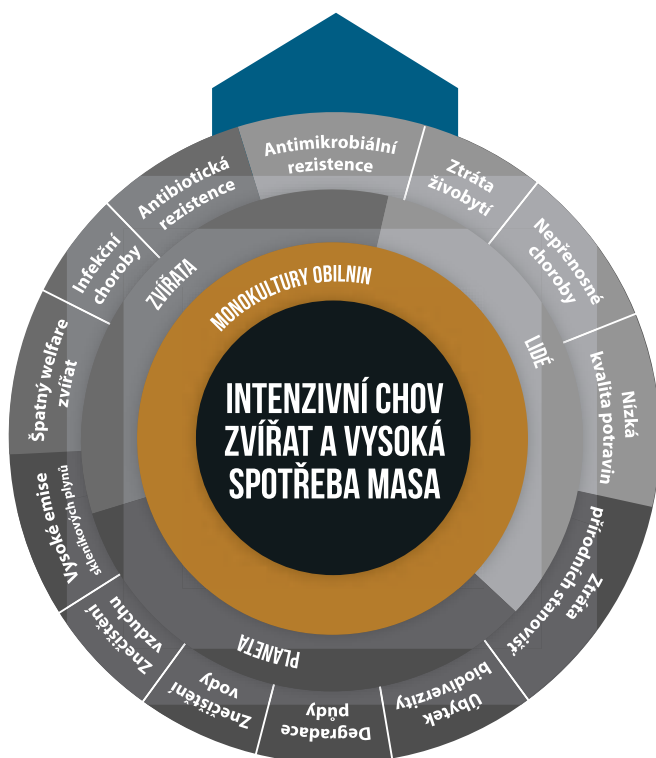 INTENZIVNÍ CHOV
ZVÍŘAT A VYSOKÁ
SPOTŘEBA MASA
MONOKULTURY OBILNIN
ZVÍŘATA
LIDÉ
PLANETA
Antimikrobiální
rezistence
Ztráta
živobytí
Nepřenosné
choroby
Nízká
kvalita potravin
Ztráta
přírodních stanovišť
Úbytek
biodiverzity
Degradace
půdy
Znečištění
vody
Znečištění
vzduchu
Vysoké emise
skleníkových plynů
Špatný welfare
zvířat
Infekční
choroby
Antibiotická
rezistence